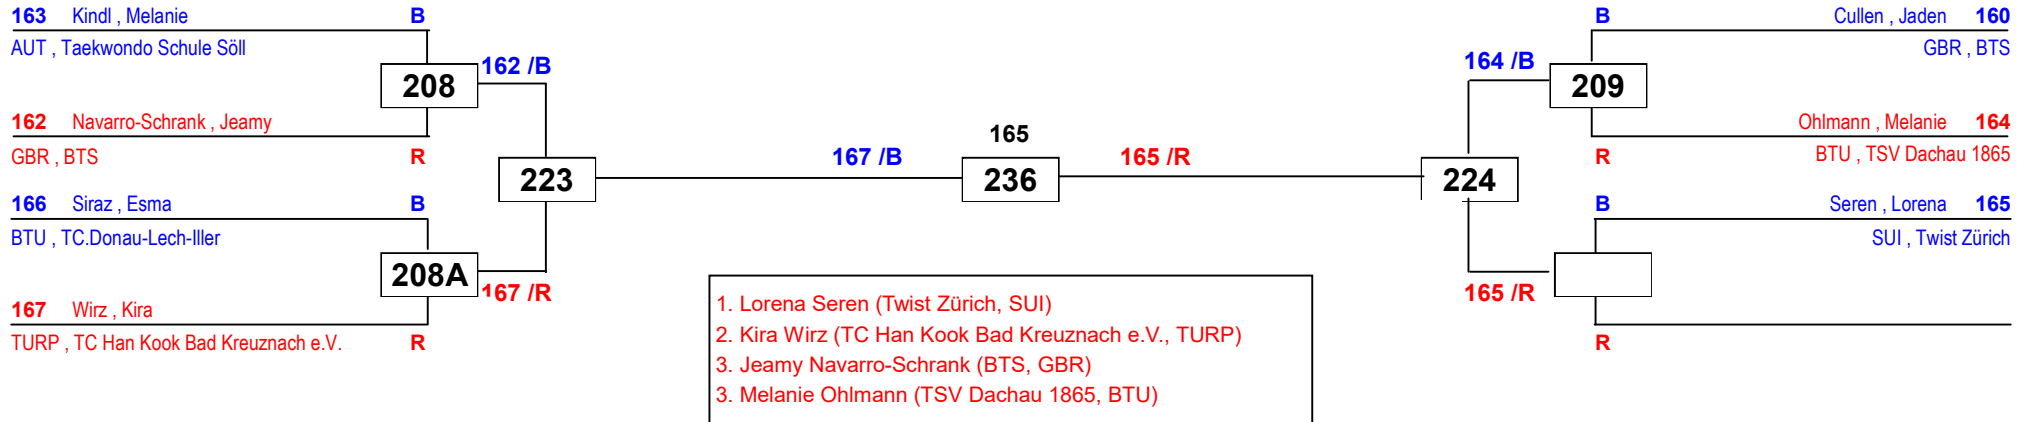 163 Kindl , Melanie B
AUT , Taekwondo Schule Söll
208
162 /B
162 Navarro-Schrank , Jeamy
GBR , BTS R
223
166 Siraz , Esma B
BTU , TC.Donau-Lech-Iller
208A
167 /R
167 Wirz , Kira
TURP , TC Han Kook Bad Kreuznach e.V. R
167 /B
165
236
165 /R
B Cullen , Jaden 160
GBR , BTS
164 /B
209
Ohlmann , Melanie 164
R BTU , TSV Dachau 1865
224
B Seren , Lorena 165
SUI , Twist Zürich
165 /R
R
1. Lorena Seren (Twist Zürich, SUI)
2. Kira Wirz (TC Han Kook Bad Kreuznach e.V., TURP)
3. Jeamy Navarro-Schrank (BTS, GBR)
3. Melanie Ohlmann (TSV Dachau 1865, BTU)